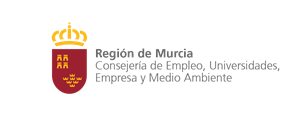 Región de Murcia
Consejería de Empleo, Universidades,
Empresa y Medio Ambiente